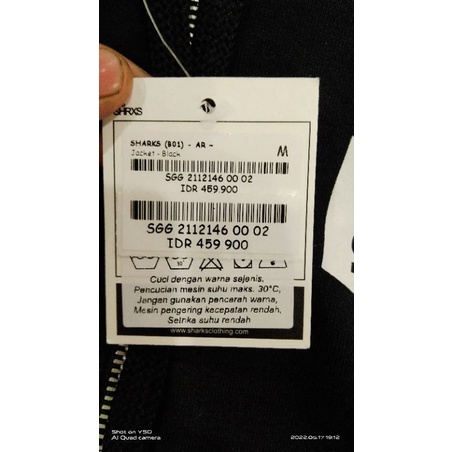 SHRXS
SHARKS (B01) - AR -
Jacket - Black
M
SGG 2112146 00 02
IDR 459 900
SGG 2112146 00 02
IDR 459 900
30°
Cuci dengan warna sejenis,
Pencucian mesin suhu maks. 30°C,
Jangan gunakan pencerah warna,
Mesin pengering kecepatan rendah,
Setrika suhu rendah
www.sharksclothing.com
Shot on Y50
AI Quad camera
2022.06.17 19:12